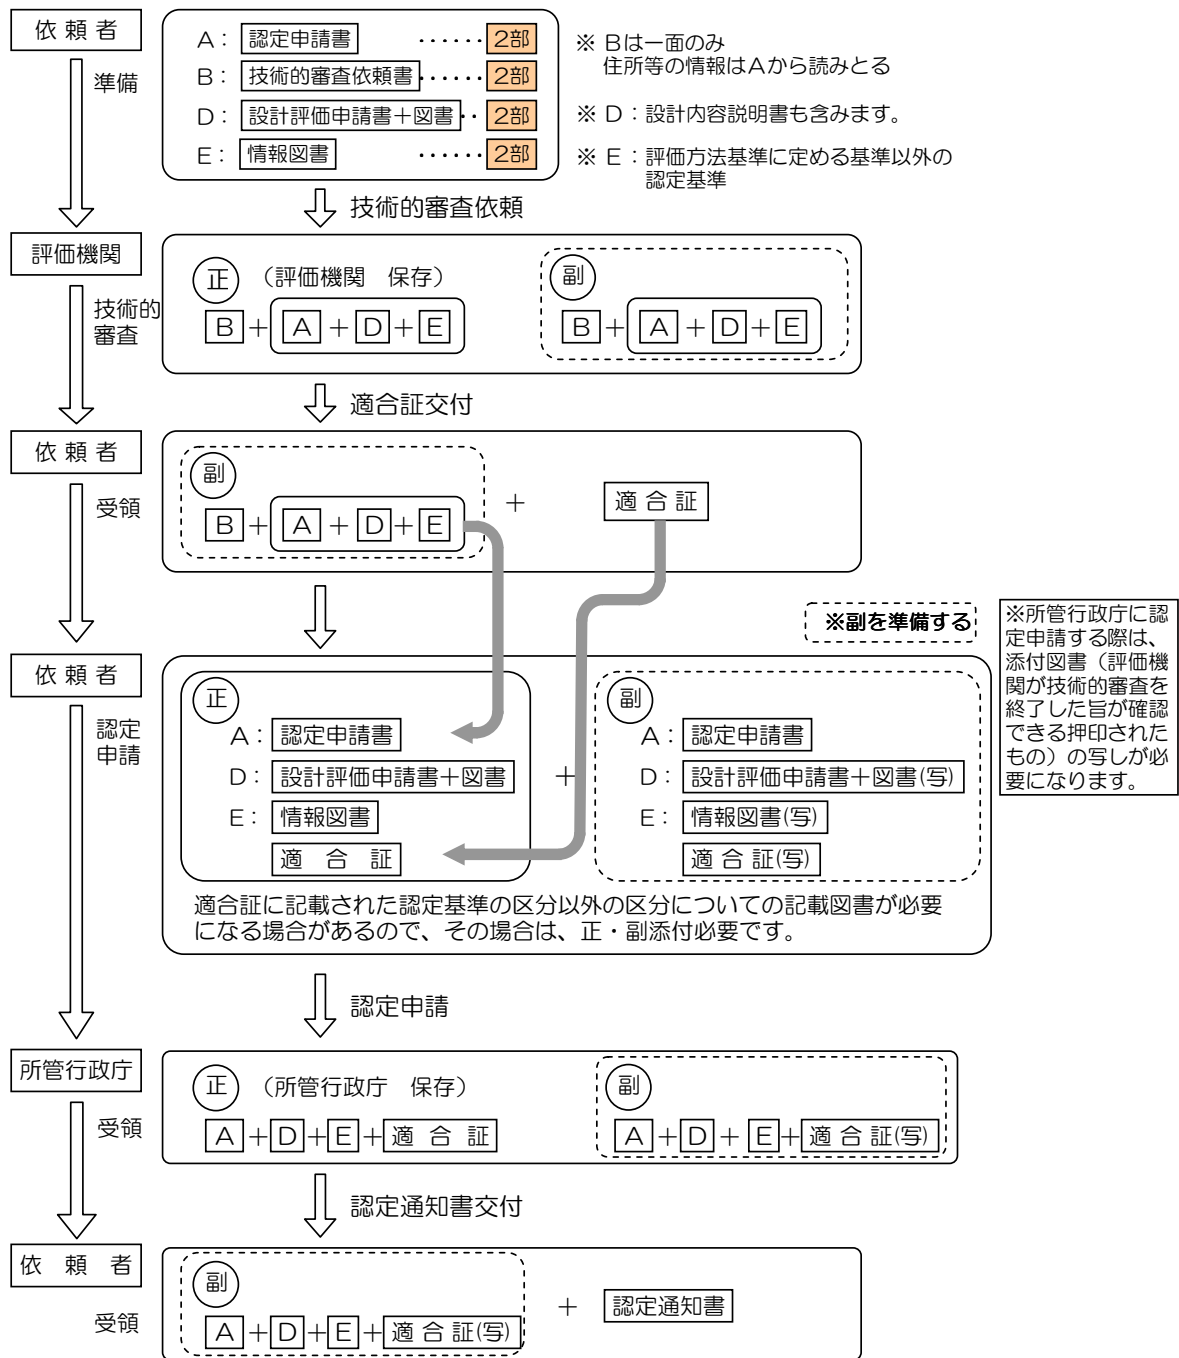 依頼者
準備
A：認定申請書 ……2部
B：技術的審査依頼書……2部
D：設計評価申請書＋図書‥2部
E：情報図書 ……2部
※ Bは一面のみ
住所等の情報はAから読みとる
※ D：設計内容説明書も含みます。
※ E：評価方法基準に定める基準以外の
認定基準
技術的審査依頼
評価機関
技術的
審査
正 （評価機関　保存）
B＋A＋D＋E
副
B＋A＋D＋E
適合証交付
依頼者
受領
副
B＋A＋D＋E
＋
適合証
※副を準備する
※所管行政庁に認
定申請する際は、
添付図書（評価機
関が技術的審査を
終了した旨が確認
できる押印された
もの）の写しが必
要になります。
依頼者
認定
申請
正
A：認定申請書
D：設計評価申請書＋図書
E：情報図書
適　合　証
＋
副
A：認定申請書
D：設計評価申請書＋図書(写)
E：情報図書(写)
適合証(写)
適合証に記載された認定基準の区分以外の区分についての記載図書が必要
になる場合があるので、その場合は、正・副添付必要です。
認定申請
所管行政庁
受領
正 （所管行政庁　保存）
A＋D＋E＋適合証
副
A＋D＋E＋適合証(写)
認定通知書交付
依　頼　者
受領
副
A＋D＋E＋適合証(写)
＋
認定通知書